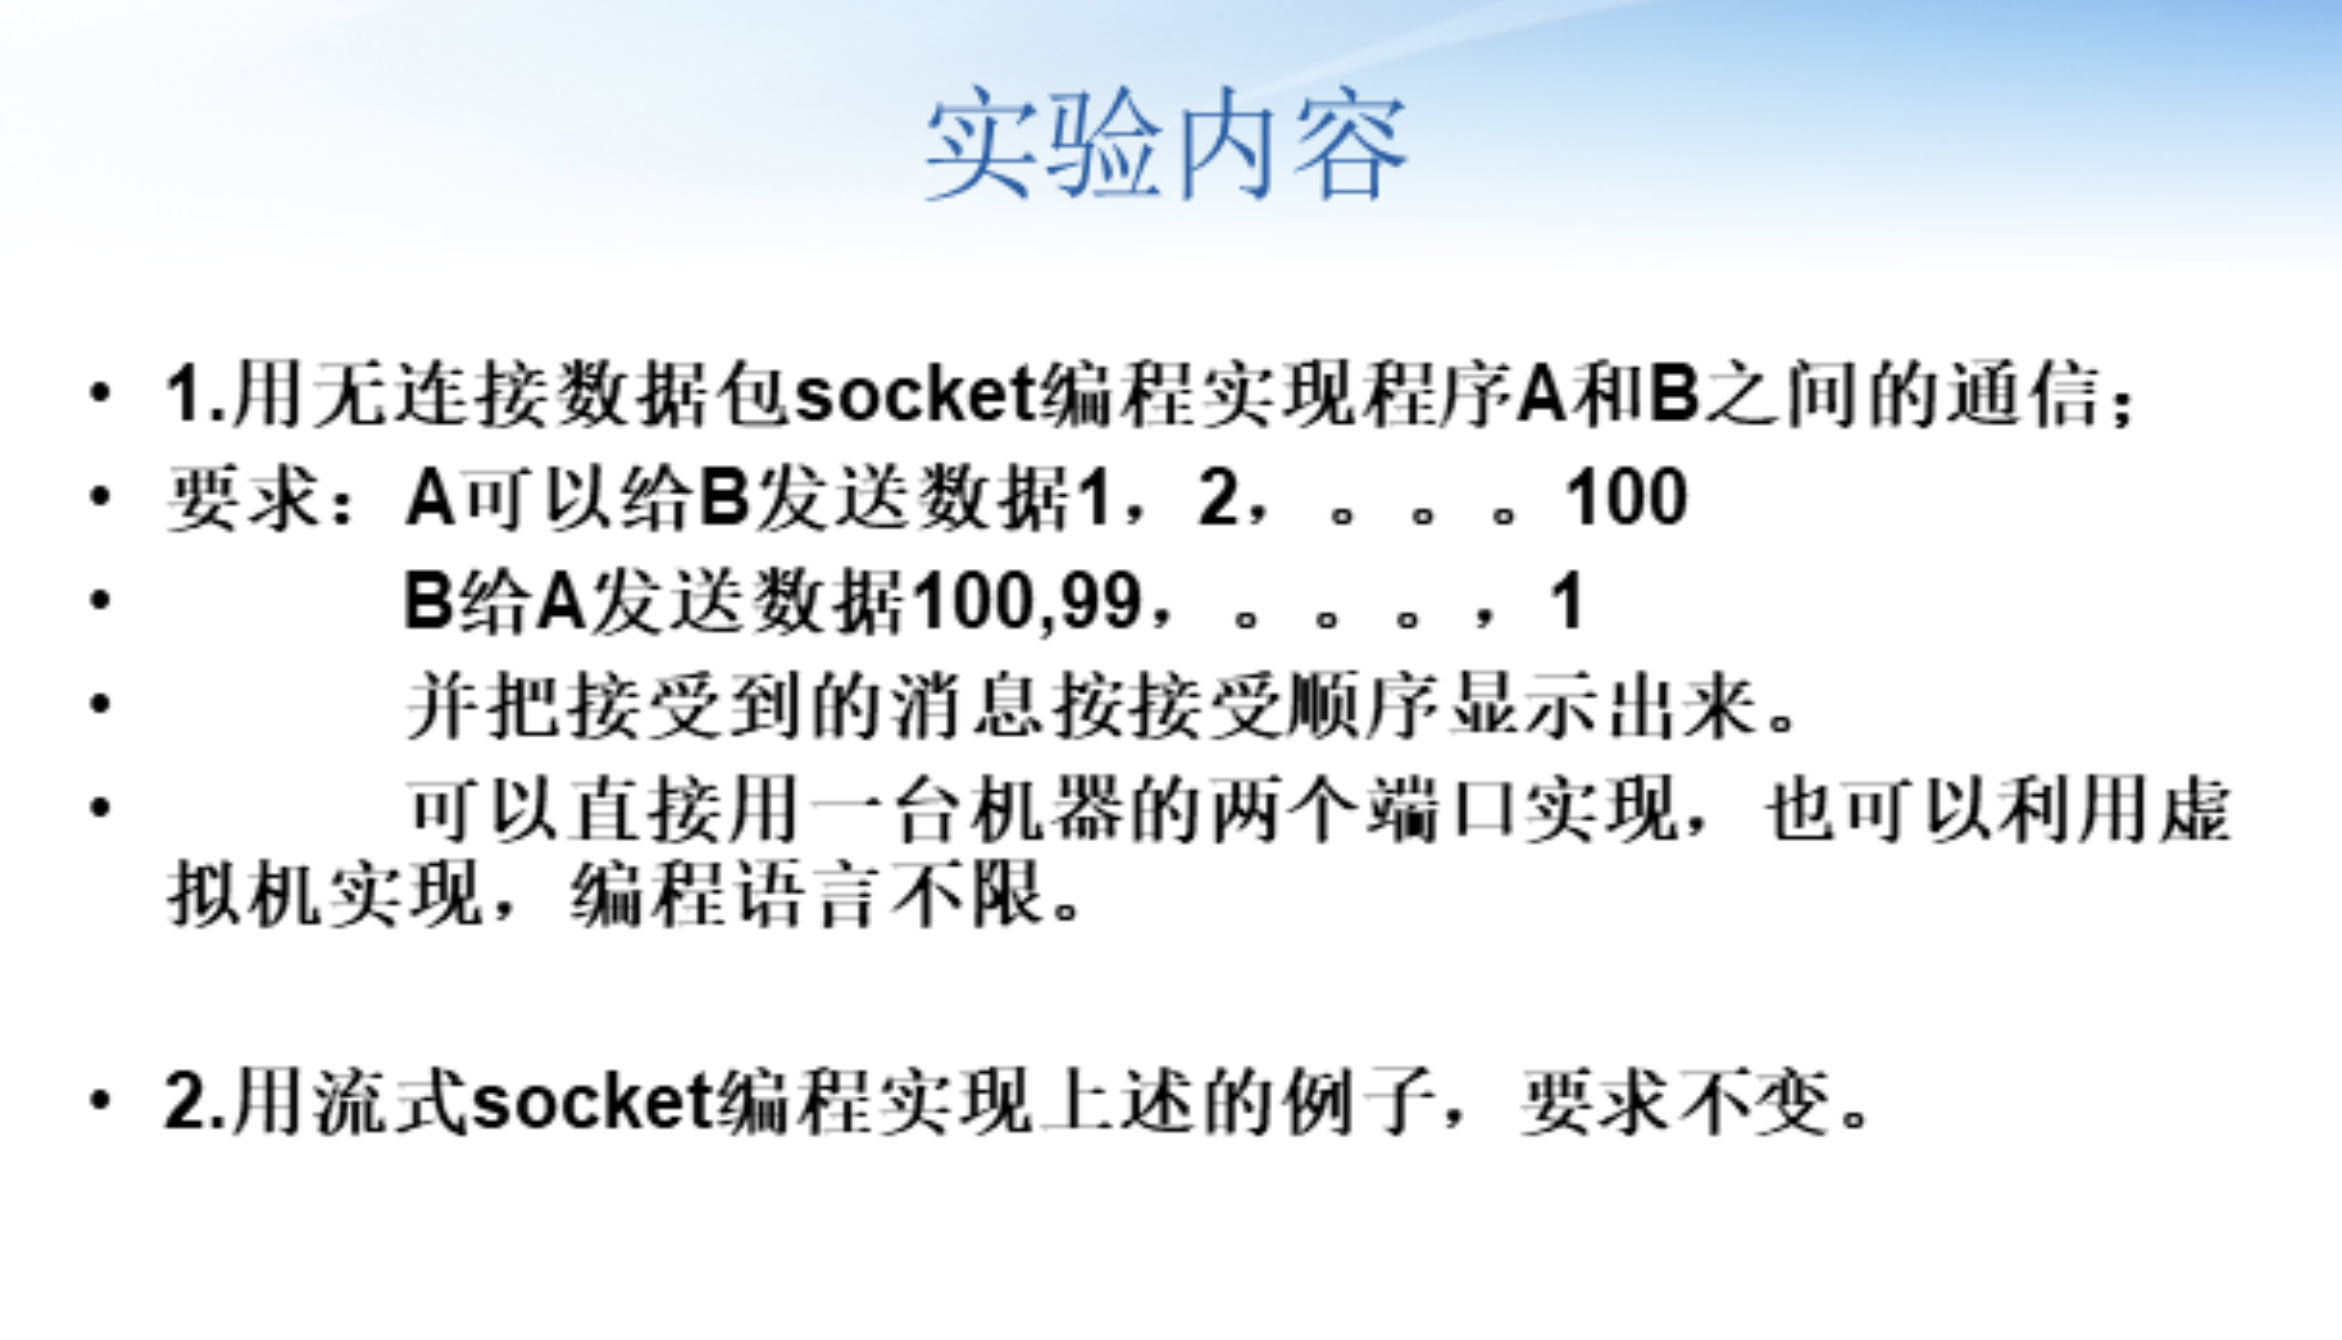 实验内容
• 1.用无连接数据包socket编程实现程序A和B之间的通信；
• 要求：A可以给B发送数据1，2，。。。100
• B给A发送数据100,99，。。。，1
• 并把接受到的消息按接受顺序显示出来。
• 可以直接用一台机器的两个端口实现，也可以利用虚
拟机实现，编程语言不限。
• 2.用流式socket编程实现上述的例子，要求不变。